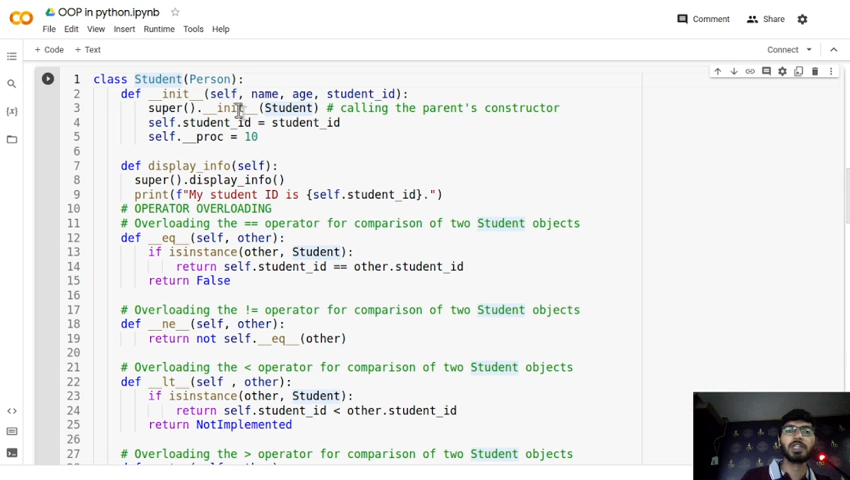 OOP in python.ipynb
Comment Share
File Edit View Insert Runtime Tools Help
+ Code + Text Connect
1 class Student(Person):
2 def __init__(self, name, age, student_id):
3 super().__init__(Student) # calling the parent's constructor
4 self.student_id = student_id
5 self.__proc = 10
6
7 def display_info(self):
8 super().display_info()
9 print(f"My student ID is {self.student_id}.")
10 # OPERATOR OVERLOADING
11 # Overloading the == operator for comparison of two Student objects
12 def __eq__(self, other):
13 if isinstance(other, Student):
14 return self.student_id == other.student_id
15 return False
16
17 # Overloading the != operator for comparison of two Student objects
18 def __ne__(self, other):
19 return not self.__eq__(other)
20
21 # Overloading the < operator for comparison of two Student objects
22 def __lt__(self , other):
23 if isinstance(other, Student):
24 return self.student_id < other.student_id
25 return NotImplemented
26
27 # Overloading the > operator for comparison of two Student objects